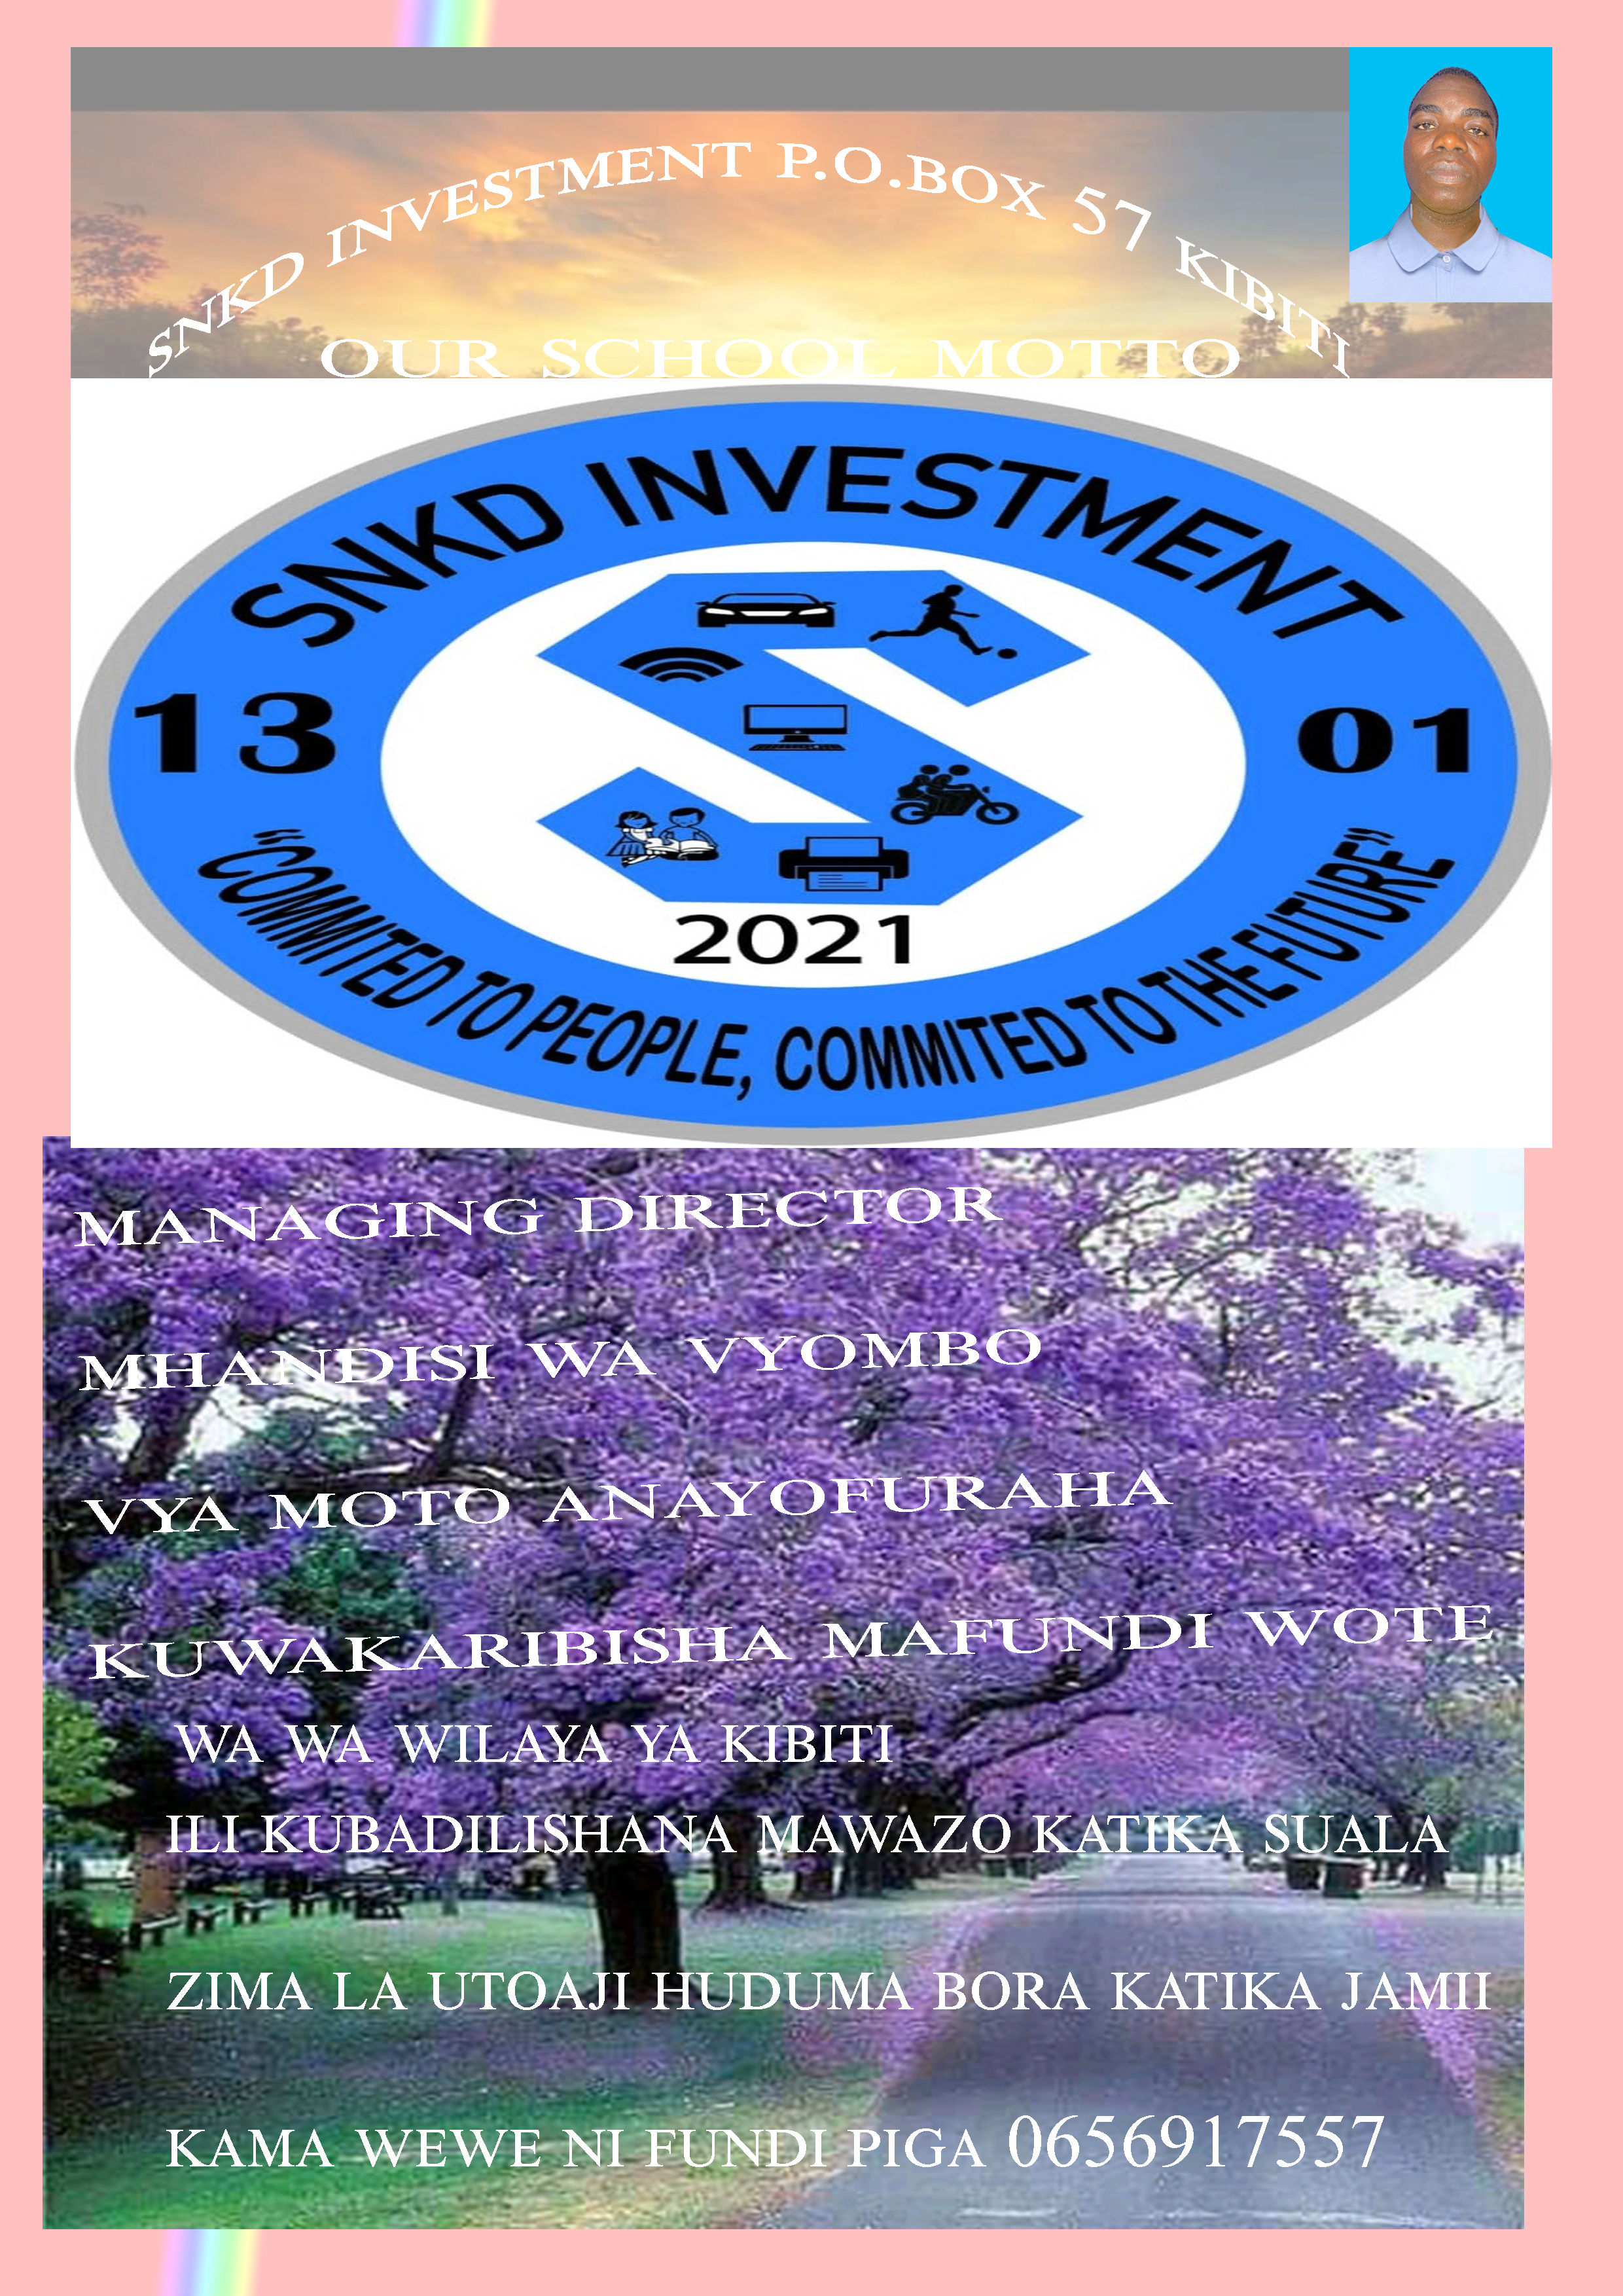 SNKD INVESTMENT P.O.BOX 57 KIBITI
OUR SCHOOL MOTTO
SNKD INVESTMENT
13 01
2021
"COMMITED TO PEOPLE, COMMITED TO THE FUTURE"
MANAGING DIRECTOR
MHANDISI WA VYOMBO
VYA MOTO ANAYOFURAHA
KUWAKARIBISHA MAFUNDI WOTE
WA WA WILAYA YA KIBITI
ILI KUBADILISHANA MAWAZO KATIKA SUALA
ZIMA LA UTOAJI HUDUMA BORA KATIKA JAMII
KAMA WEWE NI FUNDI PIGA 0656917557